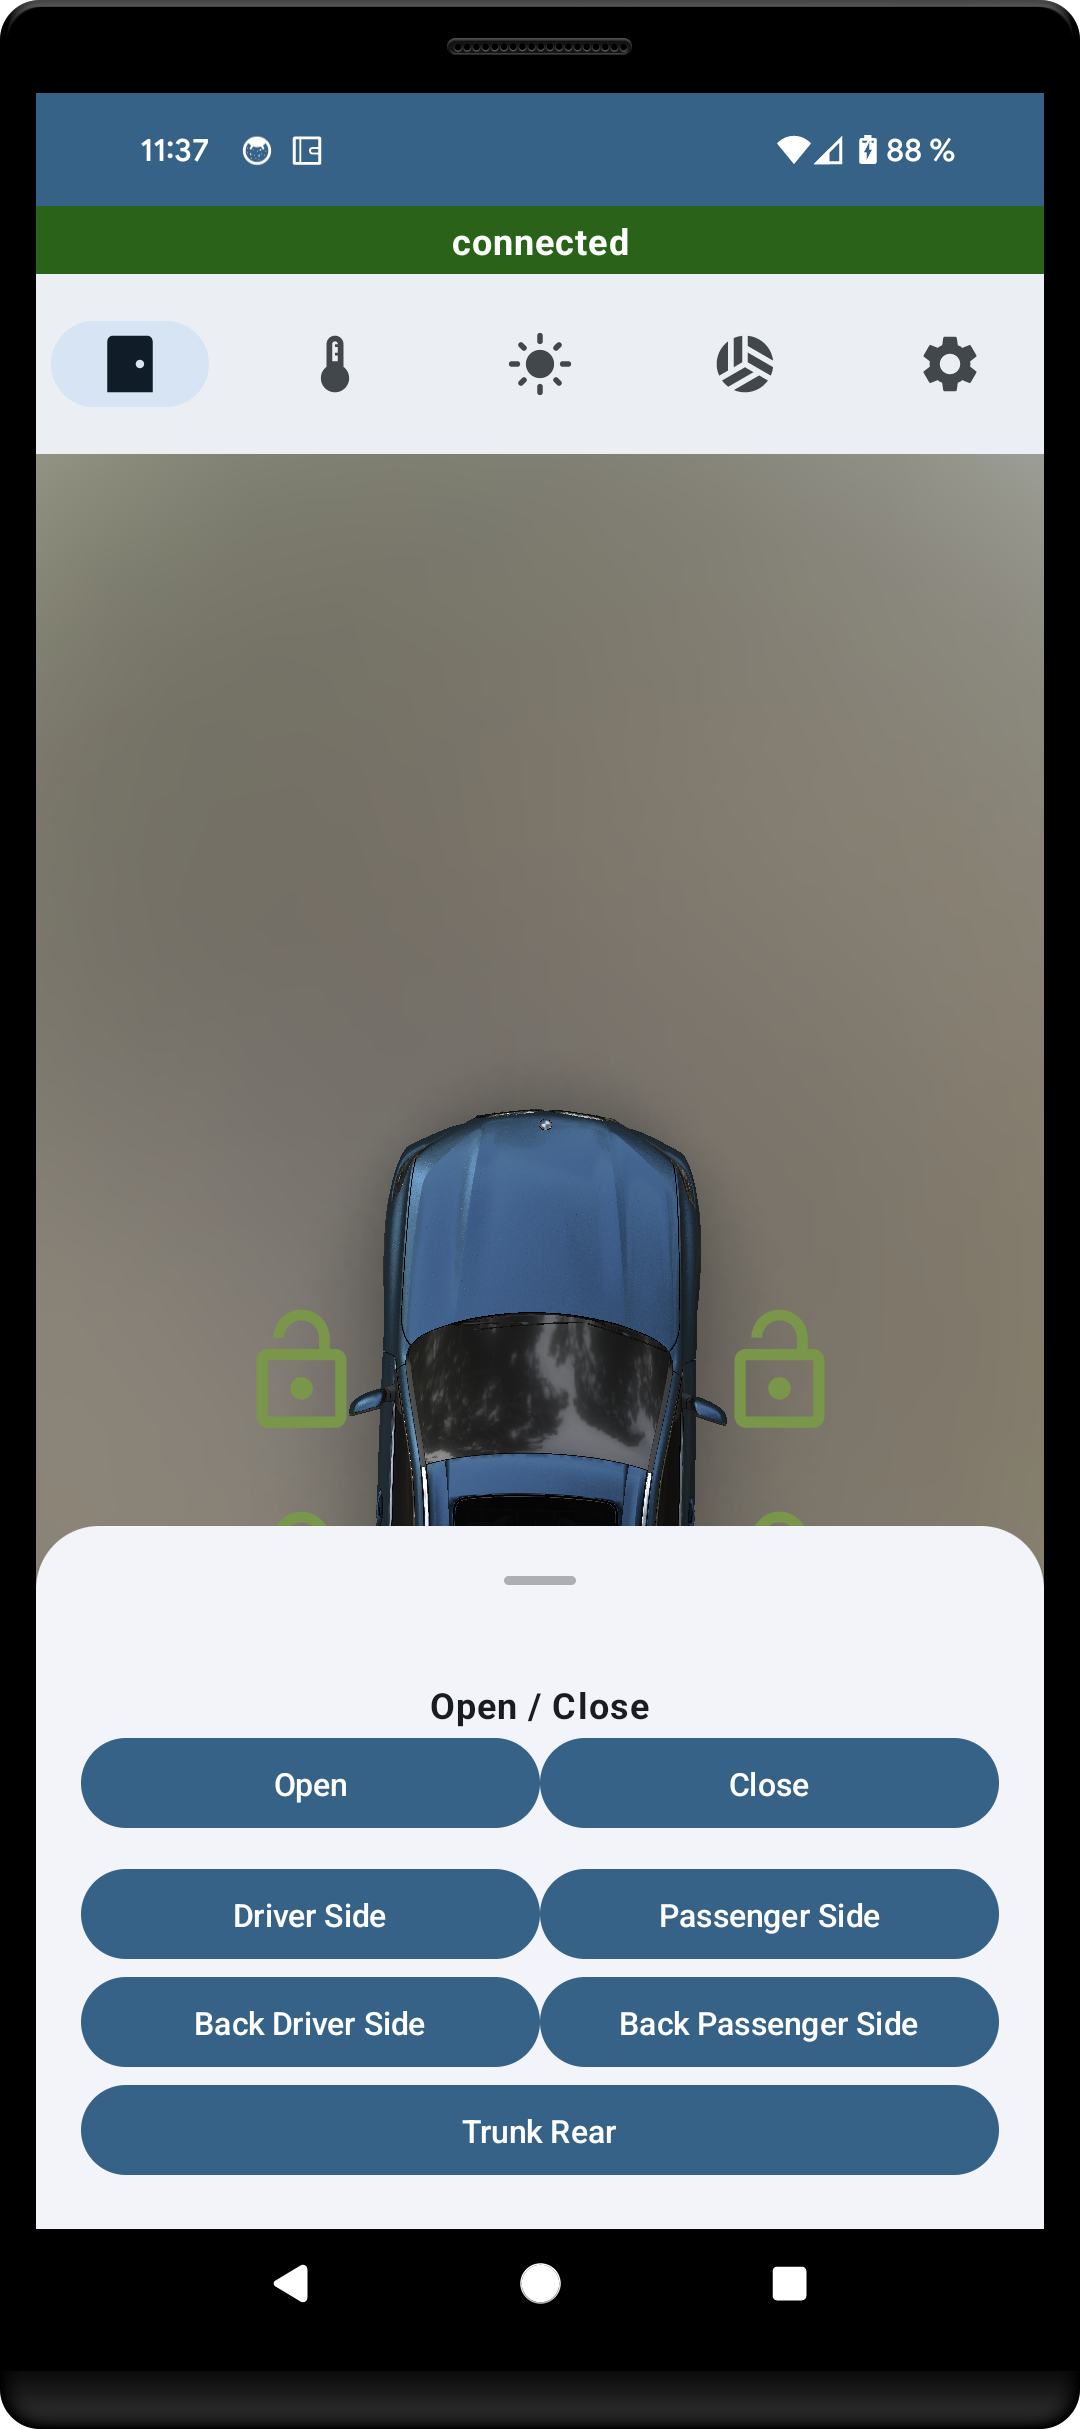 11:37 88 %
connected
Open / Close
Open Close
Driver Side Passenger Side
Back Driver Side Back Passenger Side
Trunk Rear